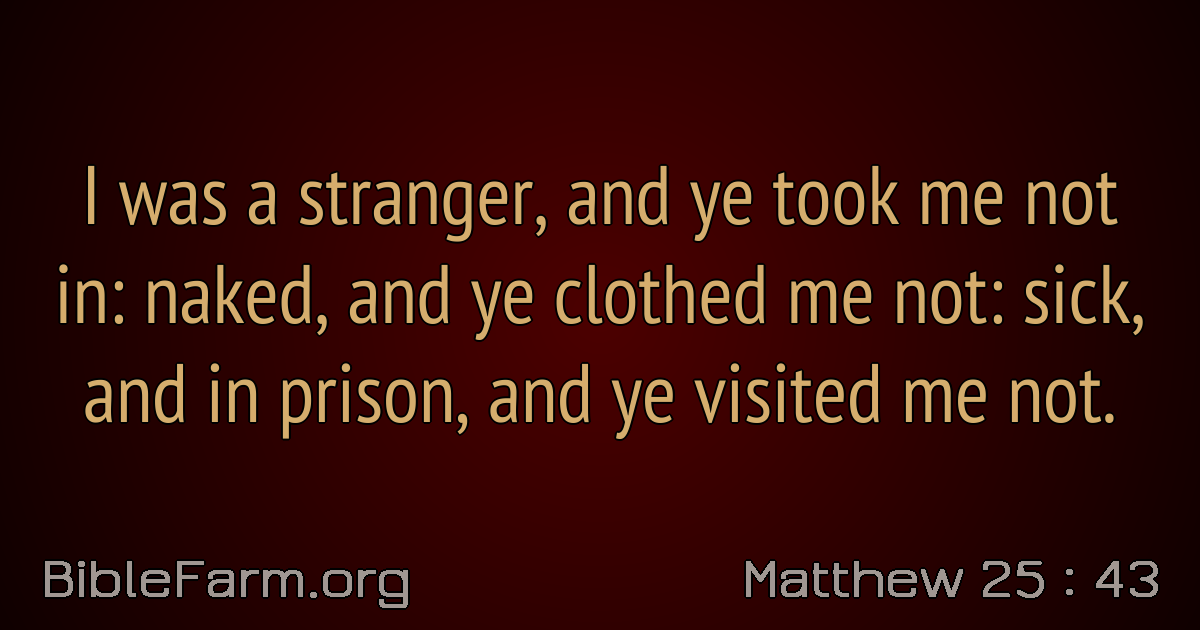 I was a stranger, and ye took me not
in: naked, and ye clothed me not: sick,
and in prison, and ye visited me not.
BibleFarm.org
Matthew 25 : 43